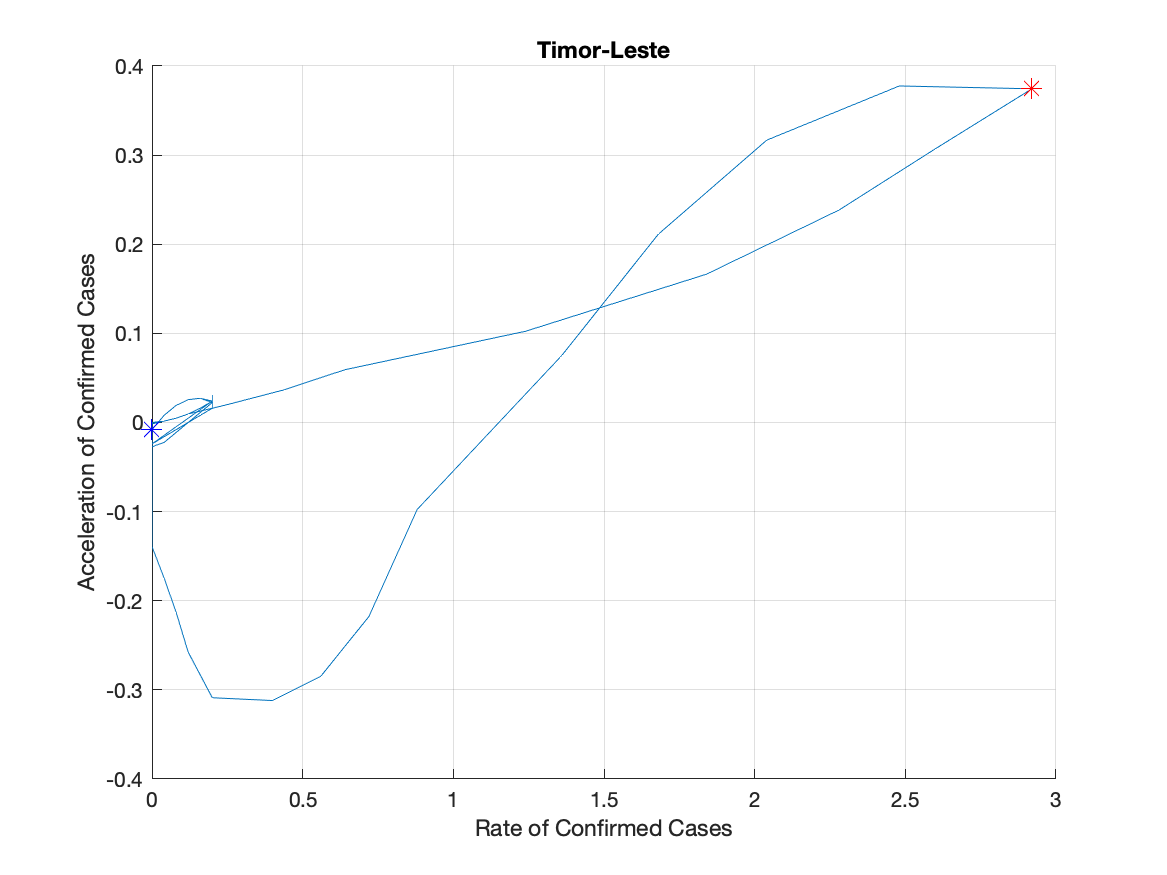 Timor-Leste
0.4
0.3
0.2
0.1
0
-0.1
-0.2
-0.3
-0.4
Acceleration of Confirmed Cases
0 0.5 1 1.5 2 2.5 3
Rate of Confirmed Cases